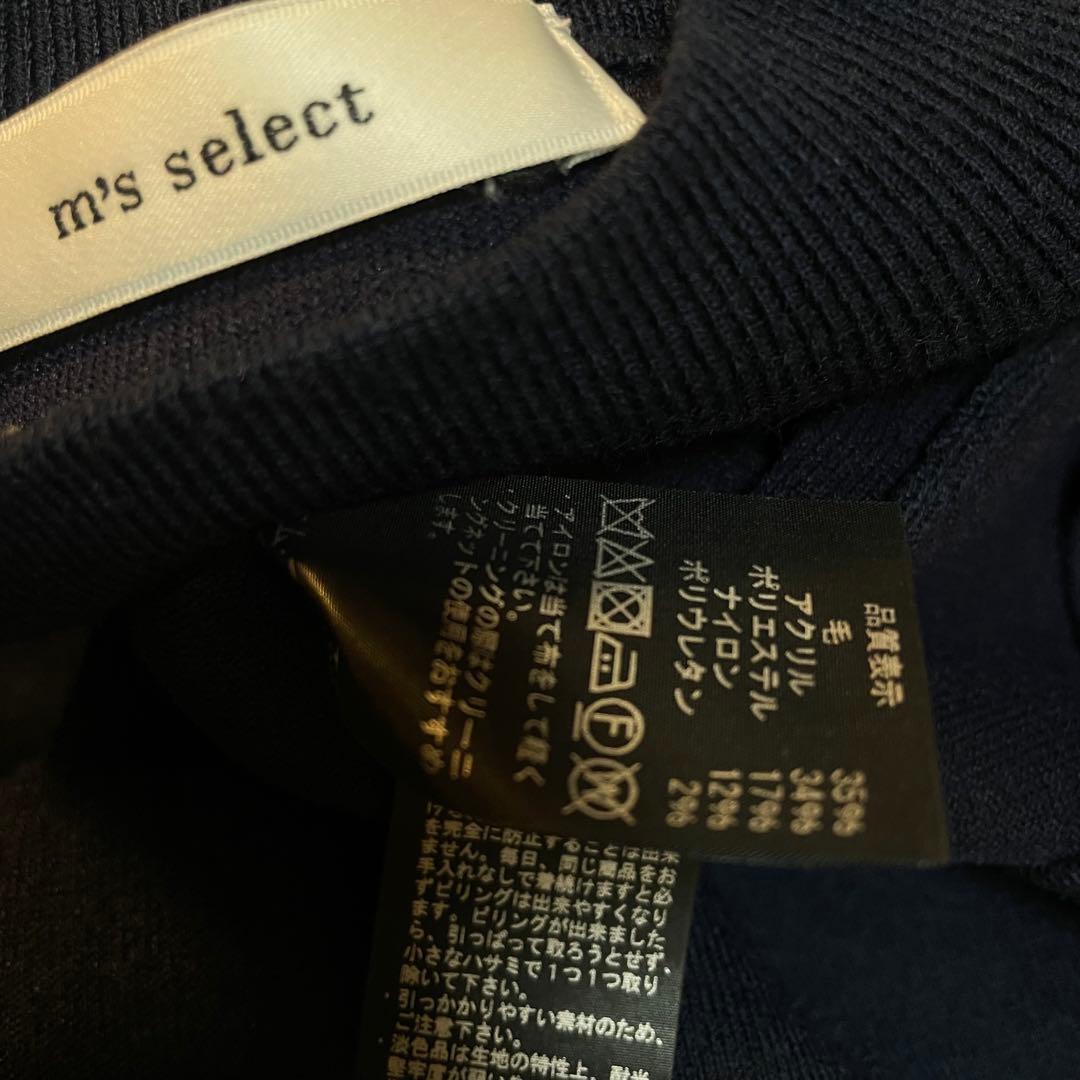 m's select
品質表示
毛 35%
アクリル 34%
ポリエステル 17%
ナイロン 12%
ポリウレタン 2%
・アイロンは当て布をして軽く
当てて下さい。
・クリーニングの際はクリーニ
ングネットの使用をおすすめ
します。
を完全に防止することは出来
ません。毎日、同じ商品をお
手入れなしで着続けますと必
ずピリングは出来やすくなり
ます。ピリングが出来ました
ら、引っぱって取ろうとせず、
小さなハサミで1つ1つ取り
除いて下さい。
・引っかかりやすい素材のため、
ご注意下さい。
・淡色品は生地の特性上、耐光
堅牢度が弱い